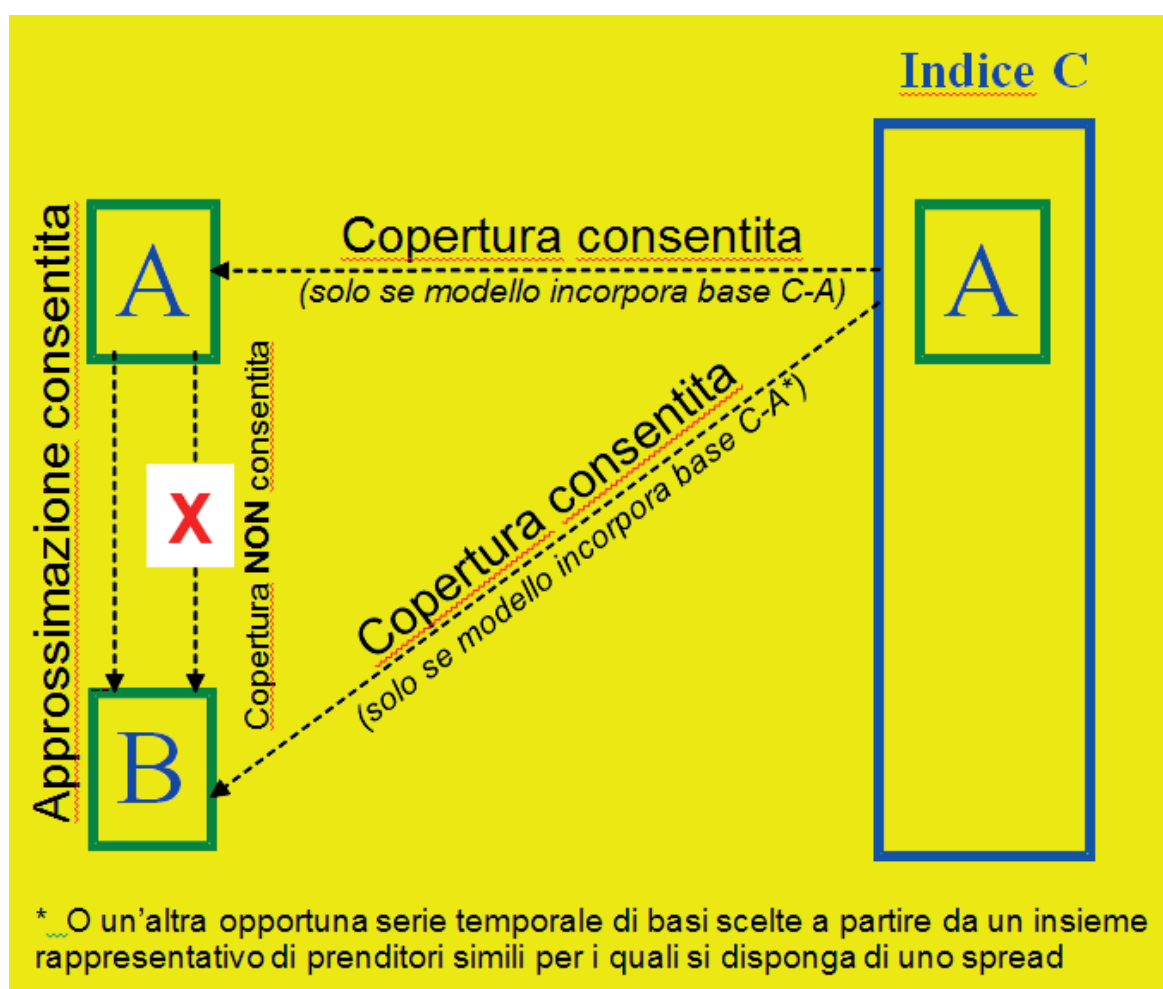 Indice C
Approssimazione consentita
A
Copertura consentita
(solo se modello incorpora base C-A)
A
X
Copertura NON consentita
Copertura consentita
(solo se modello incorpora base C-A*)
B
* O un'altra opportuna serie temporale di basi scelte a partire da un insieme
rappresentativo di prenditori simili per i quali si disponga di uno spread